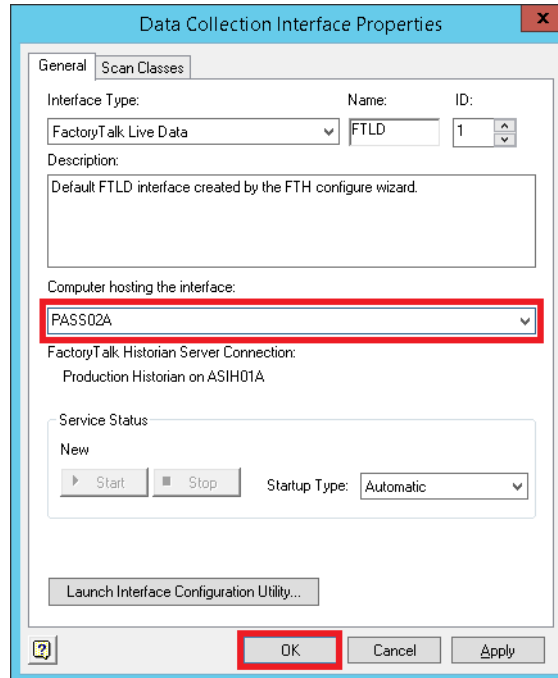 Data Collection Interface Properties
x
General Scan Classes
Interface Type: Name: ID:
FactoryTalk Live Data FTLD 1
Description:
Default FTLD interface created by the FTH configure wizard.
Computer hosting the interface:
PASS02A
FactoryTalk Historian Server Connection:
Production Historian on ASIH01A
Service Status
New
Start Stop Startup Type: Automatic
Launch Interface Configuration Utility...
? OK Cancel Apply